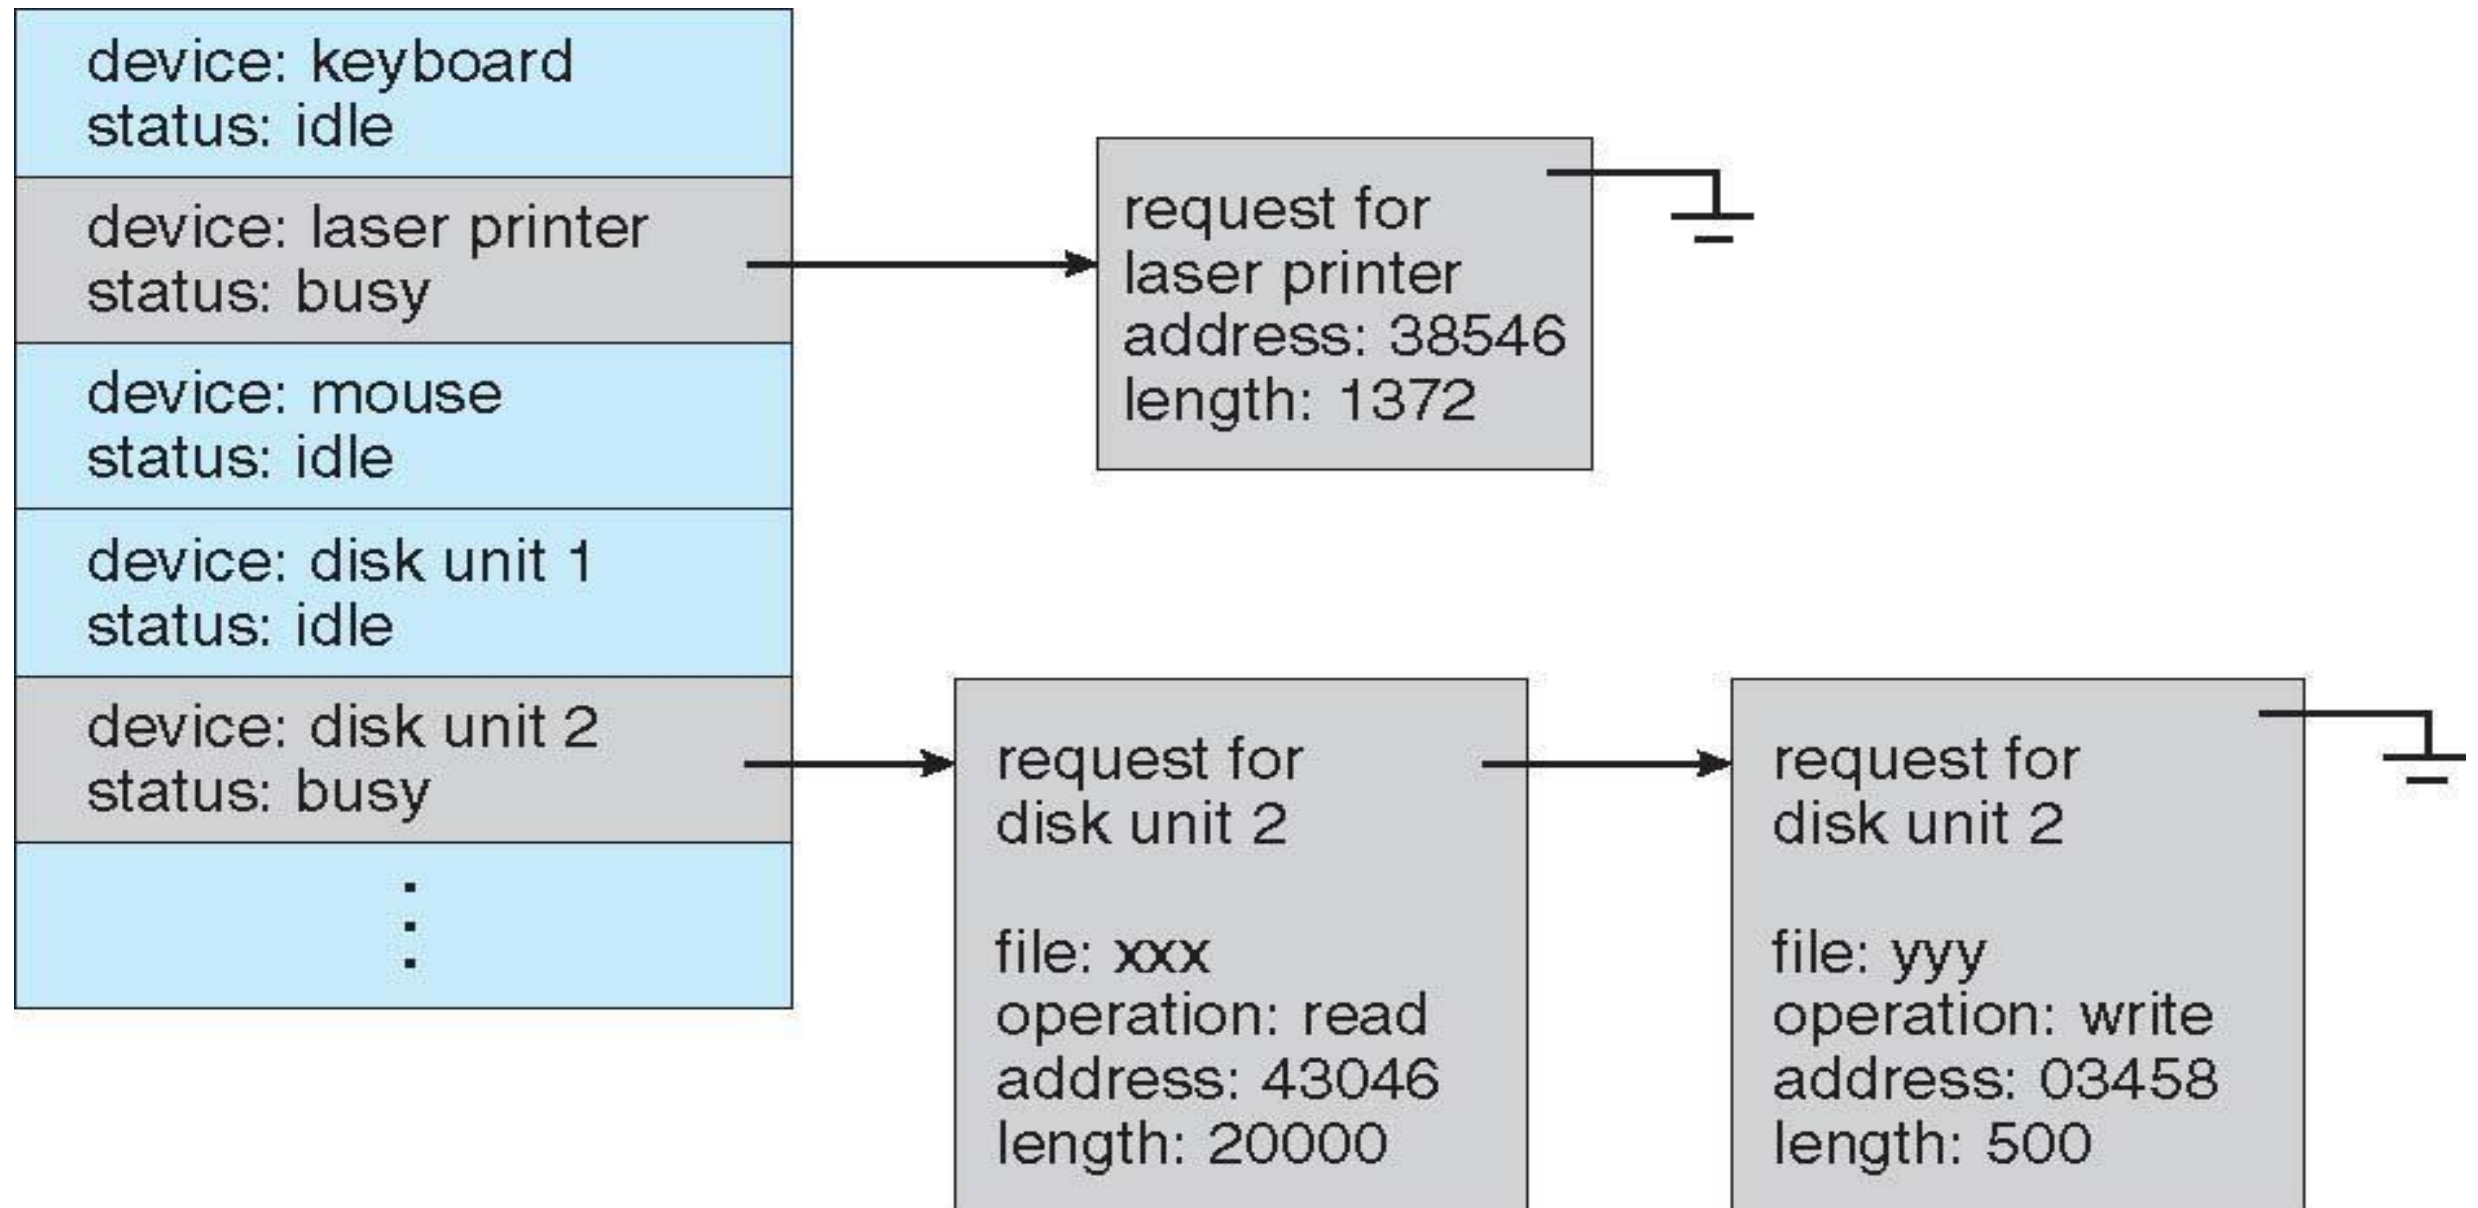 device: keyboard
status: idle
device: laser printer
status: busy
device: mouse
status: idle
device: disk unit 1
status: idle
device: disk unit 2
status: busy
request for
laser printer
address: 38546
length: 1372
request for
disk unit 2
file: xxx
operation: read
address: 43046
length: 20000
request for
disk unit 2
file: yyy
operation: write
address: 03458
length: 500